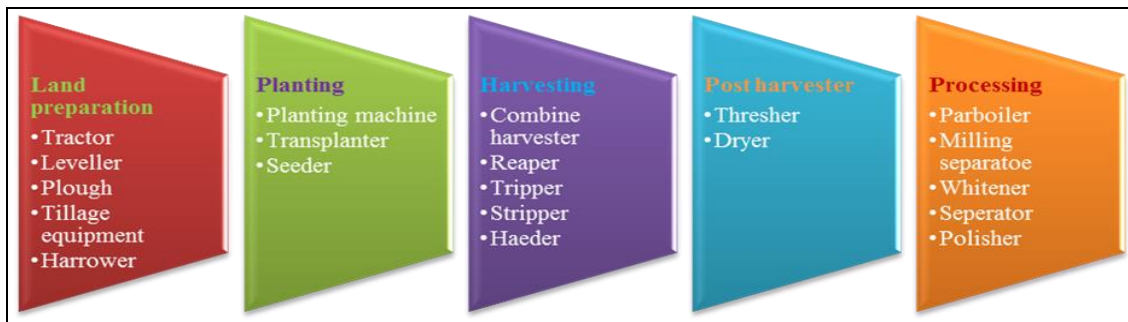 Land
preparation
•Tractor
•Leveller
•Plough
•Tillage
equipment
•Harrower
Planting
•Planting machine
•Transplanter
•Seeder
Harvesting
•Combine
harvester
•Reaper
•Tripper
•Stripper
•Haeder
Post harvester
•Thresher
•Dryer
Processing
•Parboiler
•Milling
separatoe
•Whitener
•Seperator
•Polisher